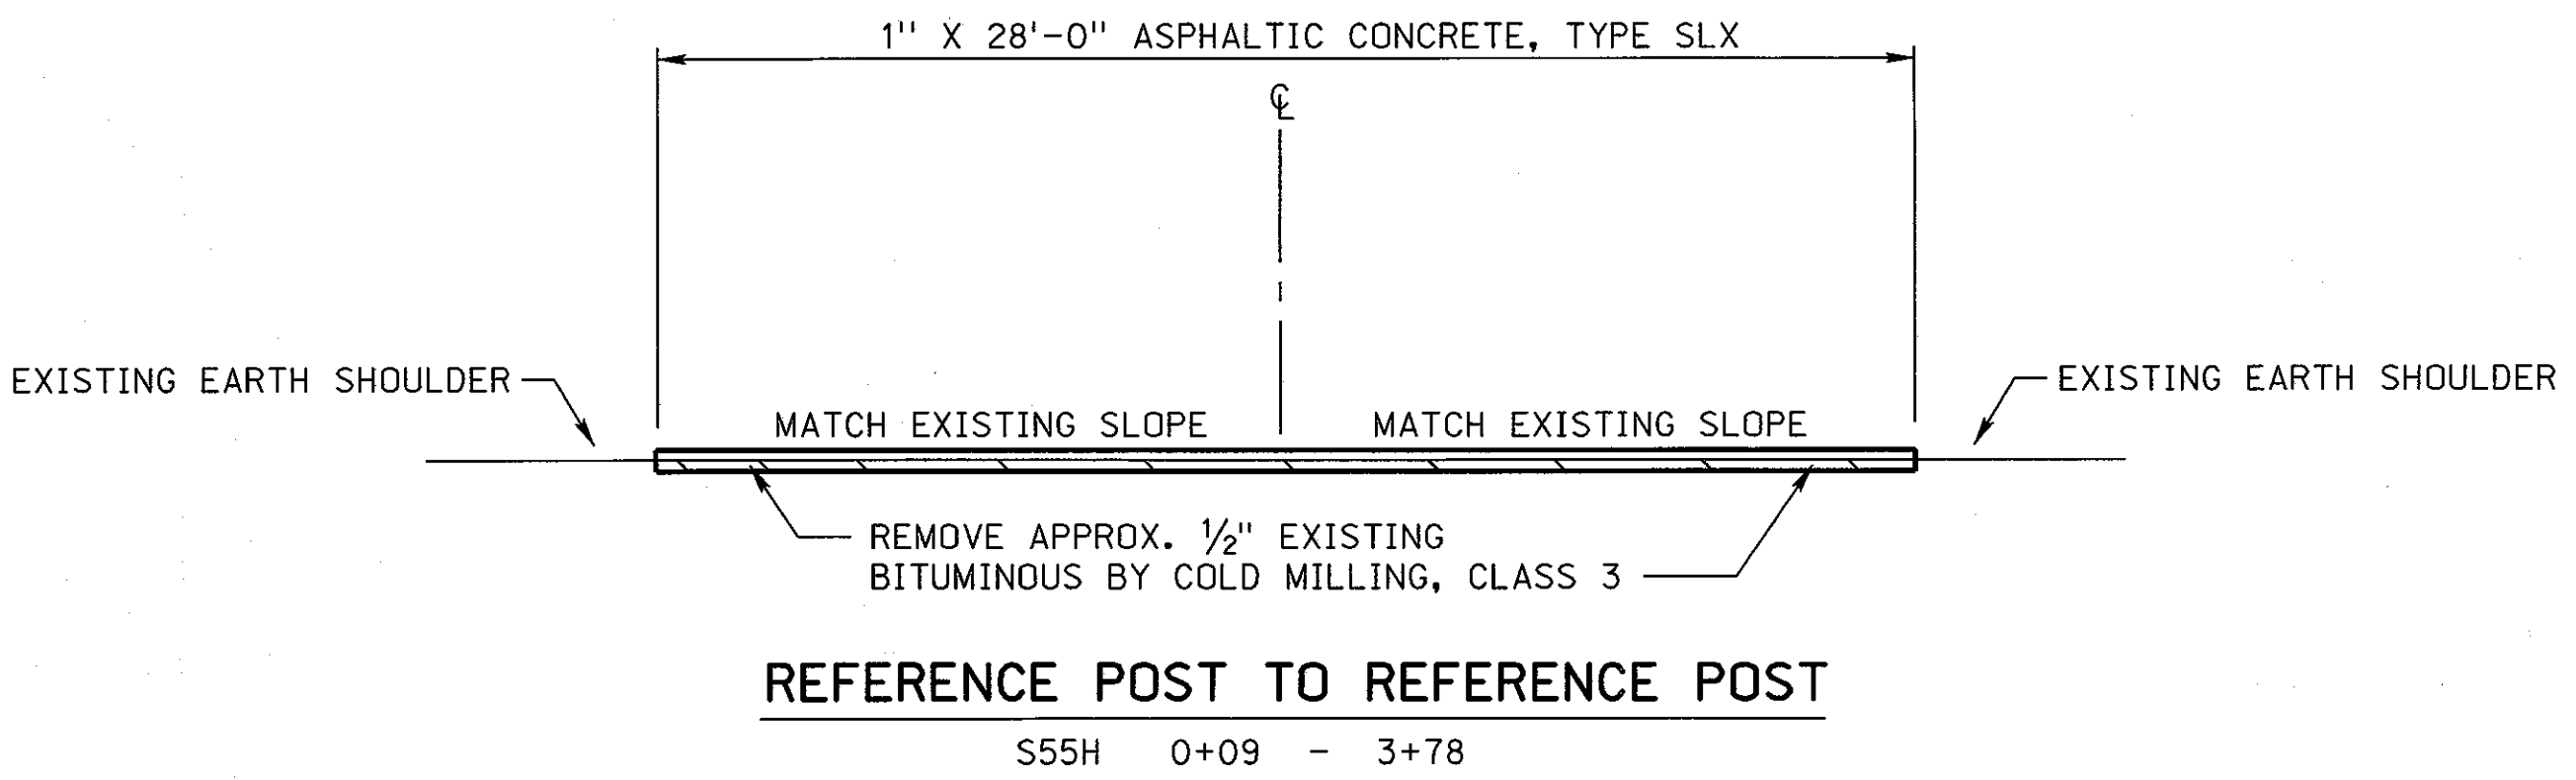 1" X 28'-0" ASPHALTIC CONCRETE, TYPE SLX
℄
EXISTING EARTH SHOULDER
EXISTING EARTH SHOULDER
MATCH EXISTING SLOPE
MATCH EXISTING SLOPE
REMOVE APPROX. ½" EXISTING
BITUMINOUS BY COLD MILLING, CLASS 3
REFERENCE POST TO REFERENCE POST
S55H 0+09 - 3+78